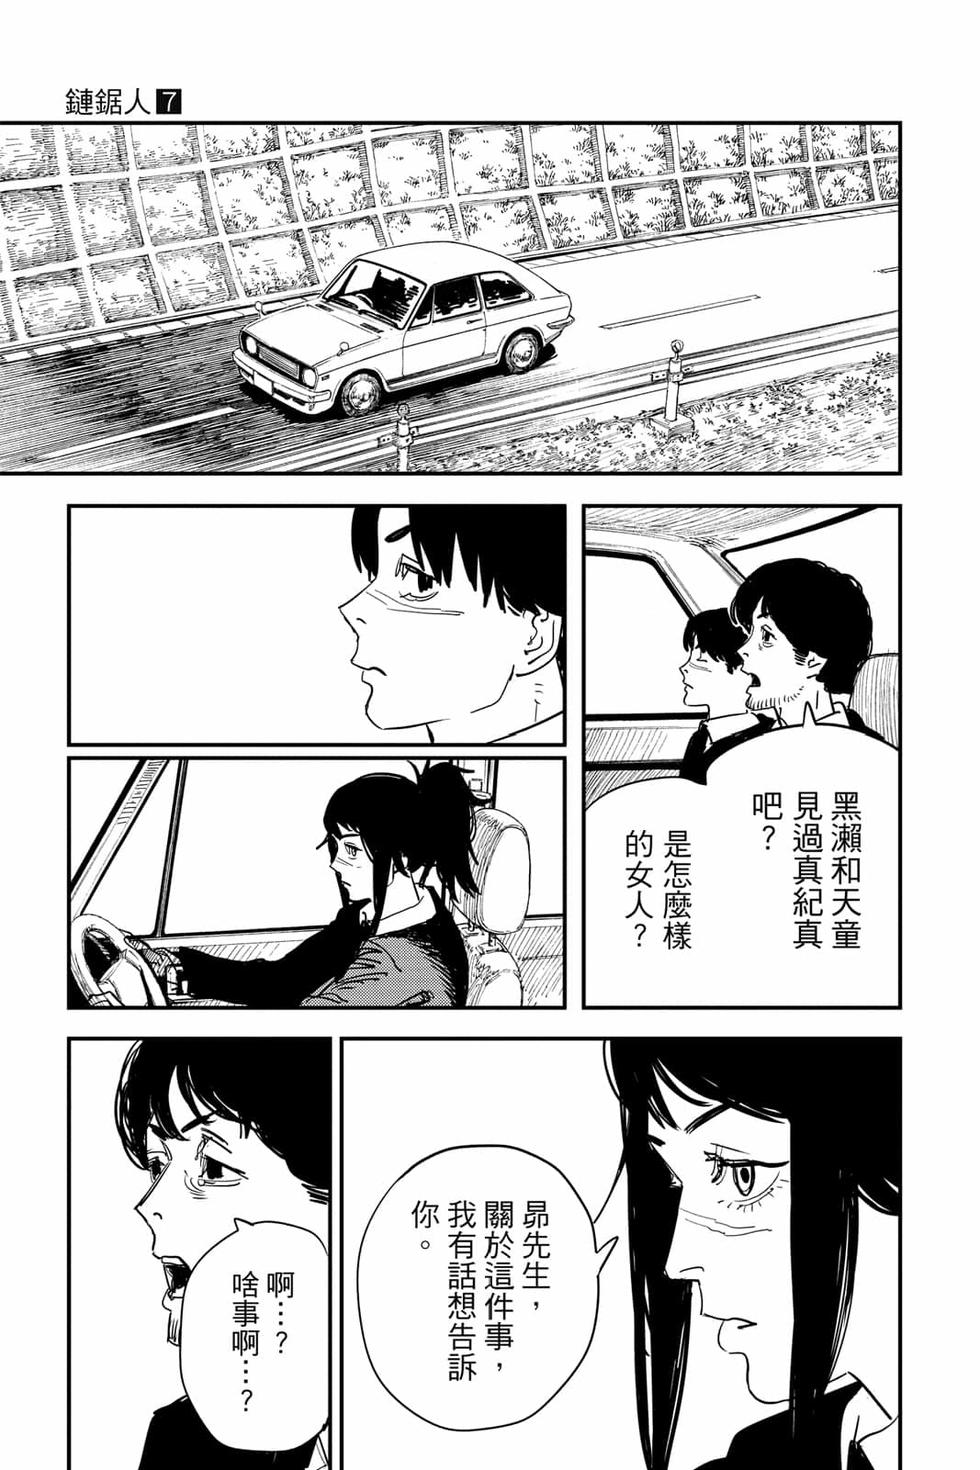 鏈鋸人7
黑瀨和天童
見過真紀真
吧？
是怎麼樣
的女人？
昴先生，
關於這件事，
我有話想告訴
你。
啊…？
啥事啊…？